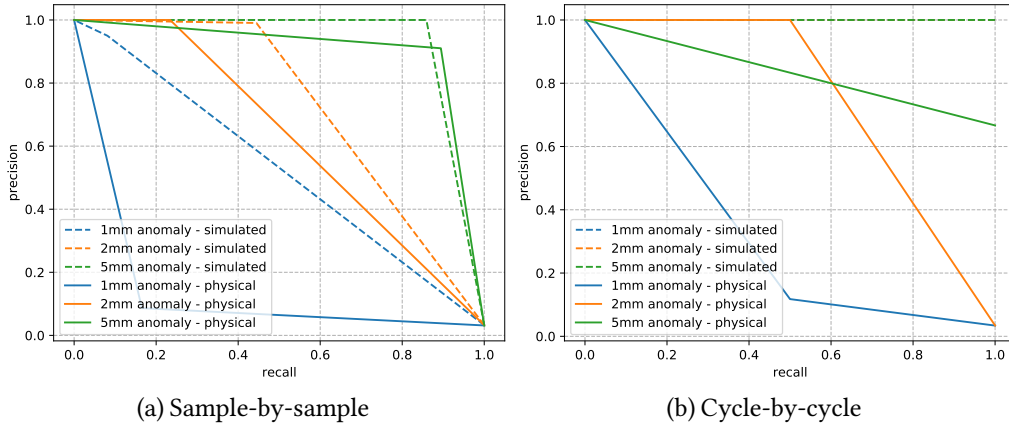 1.0
0.8
0.6
0.4
0.2
0.0
precision
1mm anomaly - simulated
2mm anomaly - simulated
5mm anomaly - simulated
1mm anomaly - physical
2mm anomaly - physical
5mm anomaly - physical
0.0 0.2 0.4 0.6 0.8 1.0
recall
(a) Sample-by-sample
1.0
0.8
0.6
0.4
0.2
0.0
precision
1mm anomaly - simulated
2mm anomaly - simulated
5mm anomaly - simulated
1mm anomaly - physical
2mm anomaly - physical
5mm anomaly - physical
0.0 0.2 0.4 0.6 0.8 1.0
recall
(b) Cycle-by-cycle